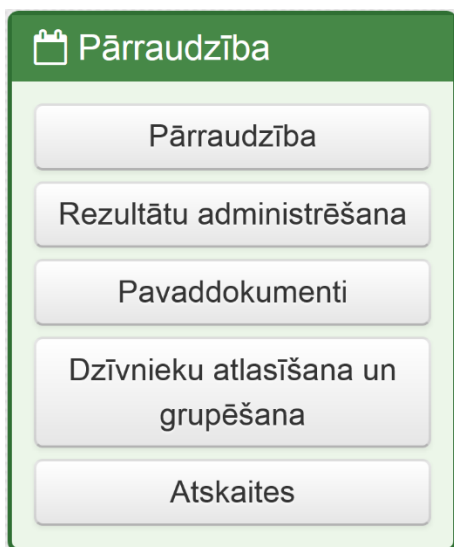 Pārraudzība
Pārraudzība
Rezultātu administrēšana
Pavaddokumenti
Dzīvnieku atlasīšana un
grupēšana
Atskaites